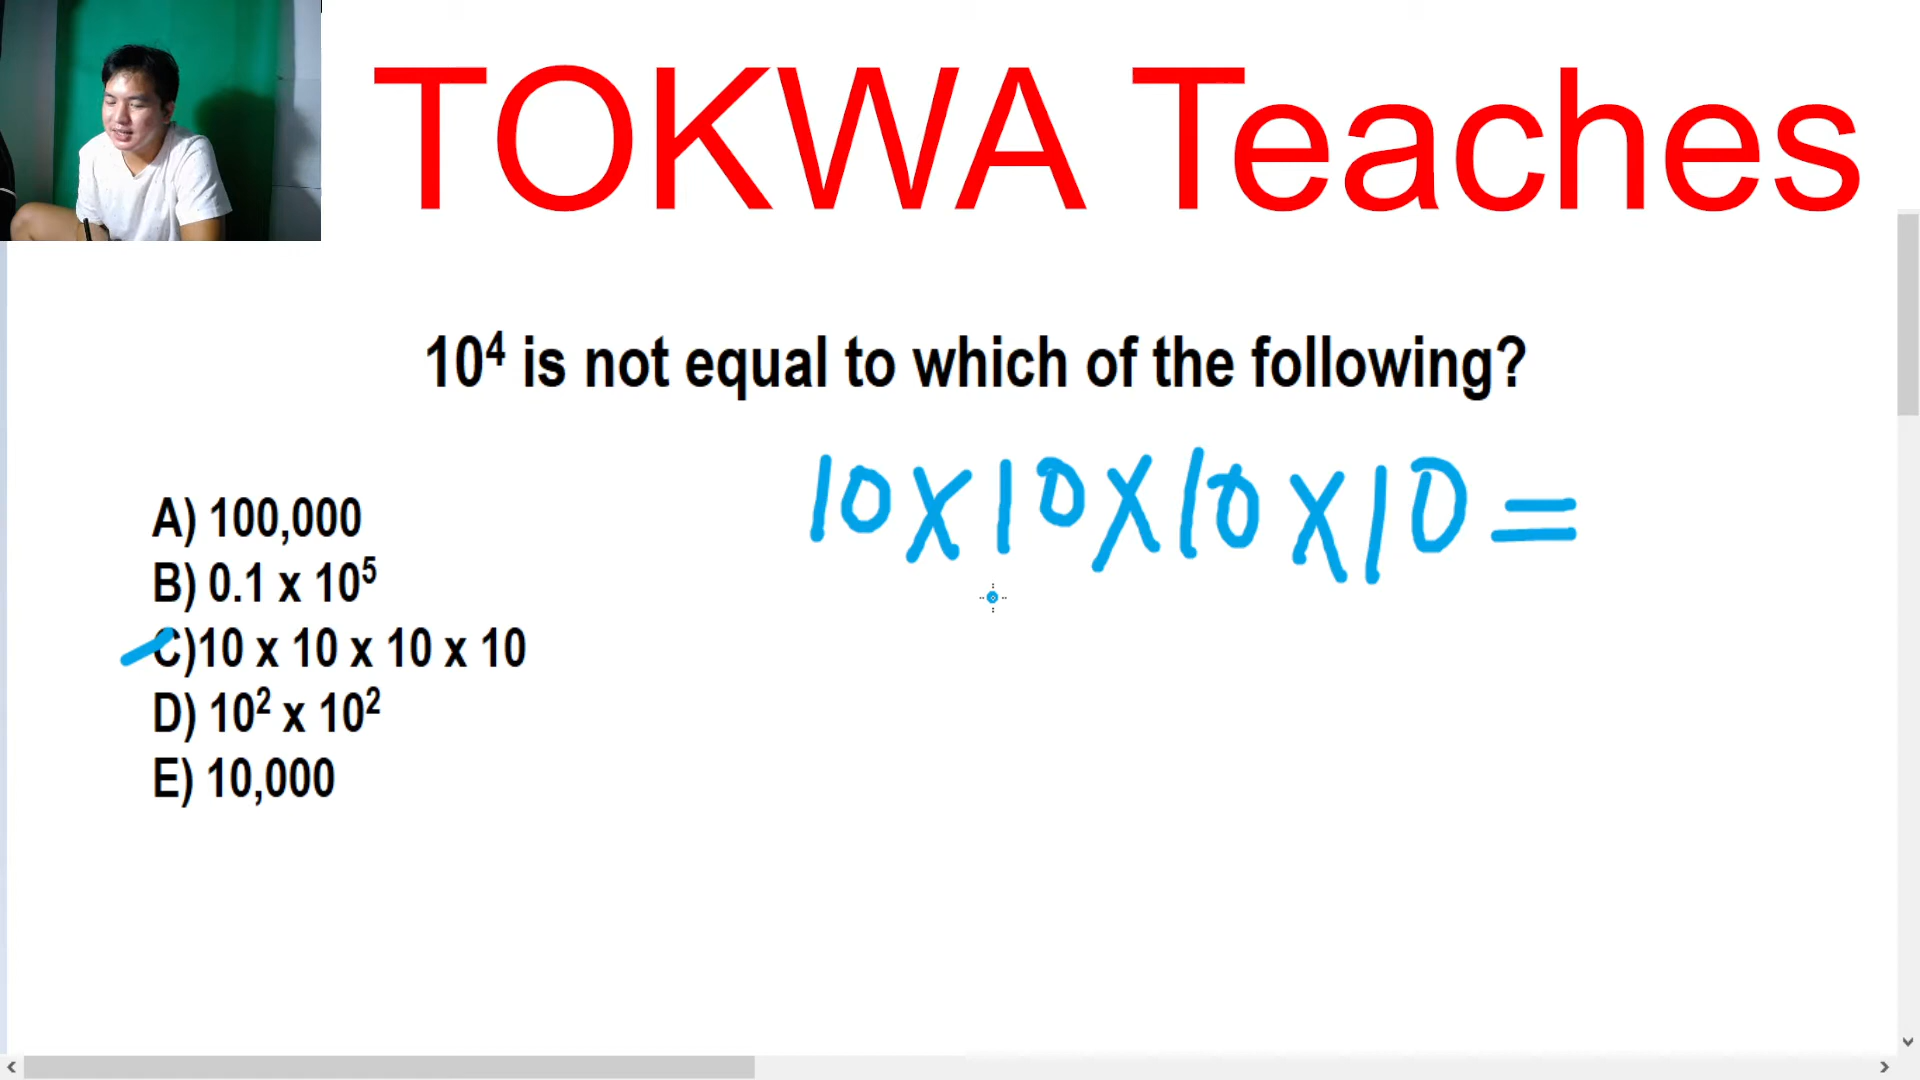 TOKWA Teaches
10⁴ is not equal to which of the following?
10 x 10 x 10 x 10 =
A) 100,000
B) 0.1 x 10⁵
C)10 x 10 x 10 x 10
D) 10² x 10²
E) 10,000